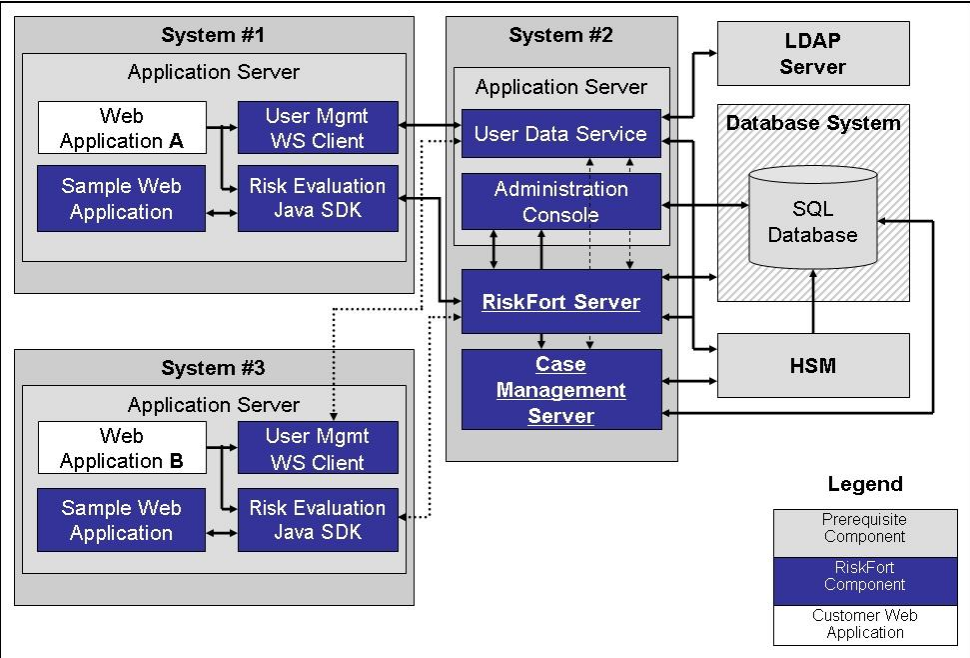 System #1
Application Server
Web
Application A
User Mgmt
WS Client
Sample Web
Application
Risk Evaluation
Java SDK
System #2
Application Server
User Data Service
Administration
Console
RiskFort Server
Case
Management
Server
LDAP
Server
Database System
SQL
Database
HSM
System #3
Application Server
Web
Application B
User Mgmt
WS Client
Sample Web
Application
Risk Evaluation
Java SDK
Legend
Prerequisite
Component
RiskFort
Component
Customer Web
Application